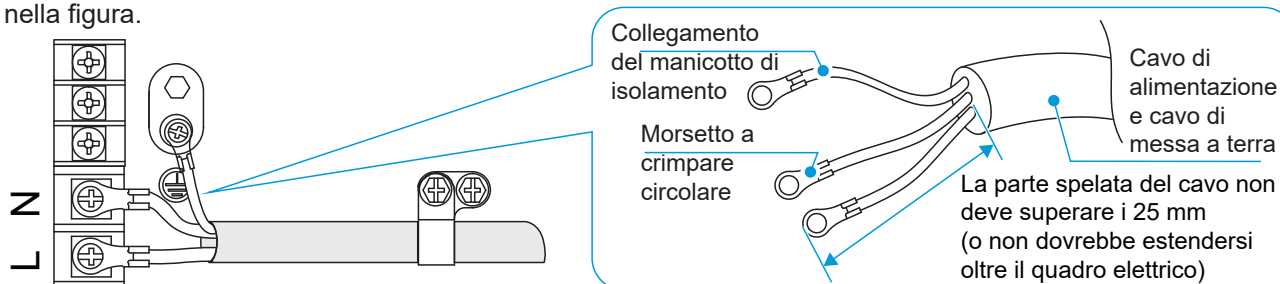 nella figura.
N
L
Collegamento
del manicotto di
isolamento
Morsetto a
crimpare
circolare
Cavo di
alimentazione
e cavo di
messa a terra
La parte spelata del cavo non
deve superare i 25 mm
(o non dovrebbe estendersi
oltre il quadro elettrico)